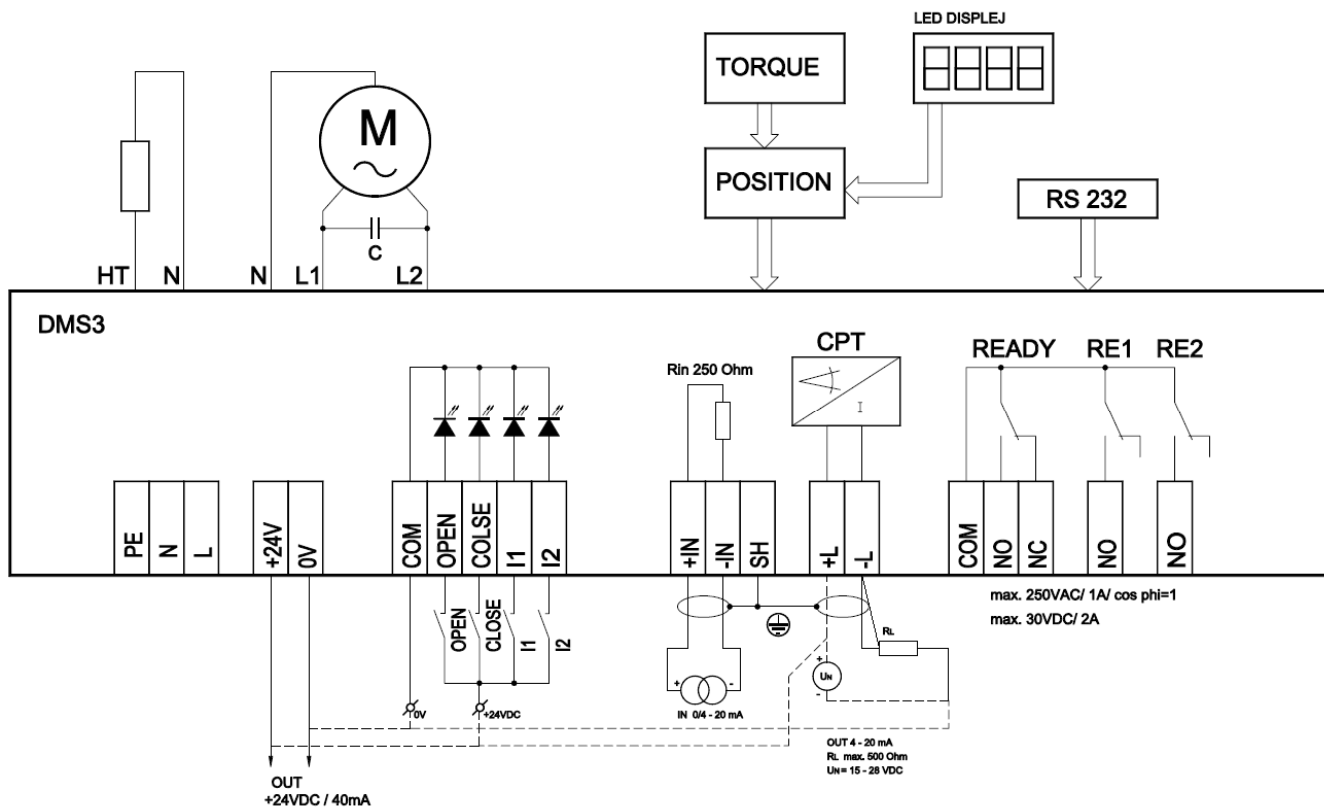 LED DISPLEJ
TORQUE
M
POSITION
RS 232
C
HT N N L1 L2
DMS3
CPT
READY RE1 RE2
Rin 250 Ohm
I
PE N L +24V 0V COM OPEN COLSE I1 I2 +IN -IN SH +L -L COM NO NC NO NO
max. 250VAC/ 1A/ cos phi=1
max. 30VDC/ 2A
OPEN CLOSE I1 I2
RL
+ UN -
+ -
0V +24VDC
IN 0/4 - 20 mA
OUT 4 - 20 mA
RL max. 500 Ohm
UN = 15 - 28 VDC
OUT
+24VDC / 40mA